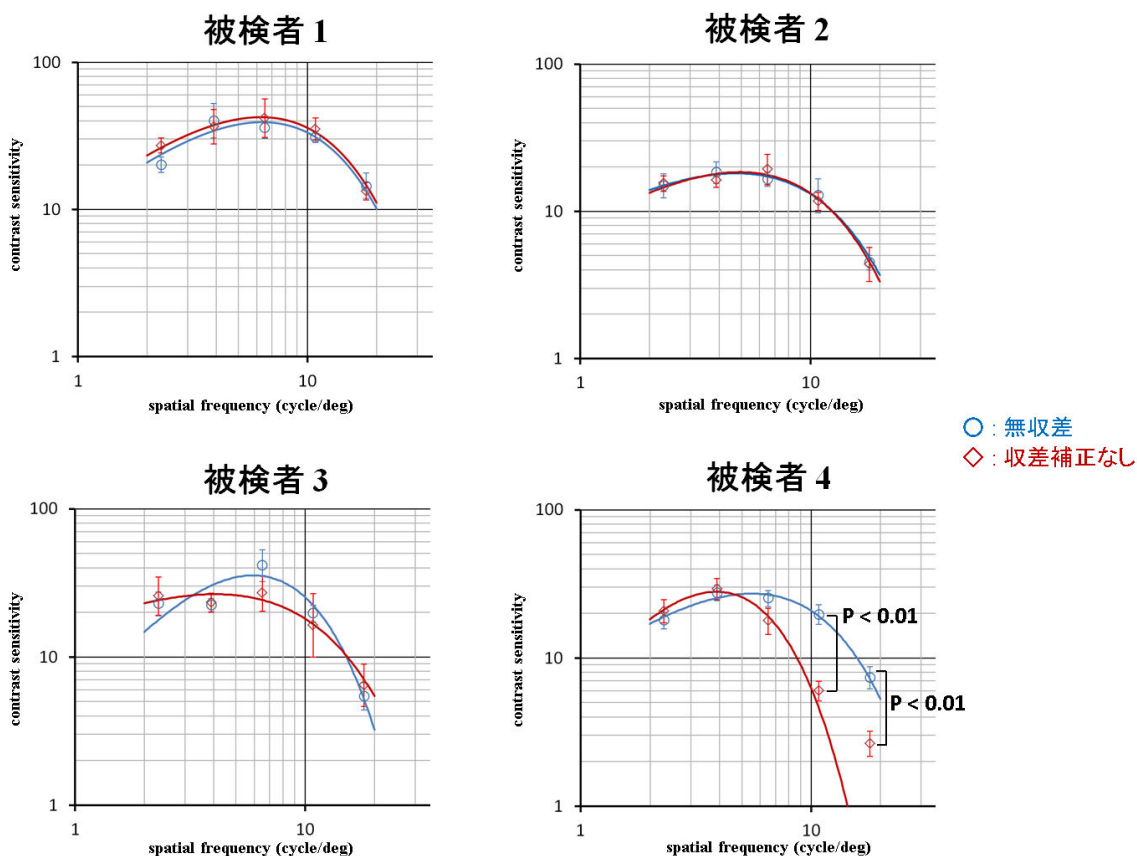 被検者 1
100
10
1
1
10
contrast sensitivity
spatial frequency (cycle/deg)
被検者 2
100
10
1
1
10
contrast sensitivity
spatial frequency (cycle/deg)
○ : 無収差
◇ : 収差補正なし
被検者 3
100
10
1
1
10
contrast sensitivity
spatial frequency (cycle/deg)
被検者 4
100
10
1
1
10
contrast sensitivity
spatial frequency (cycle/deg)
P < 0.01
P < 0.01